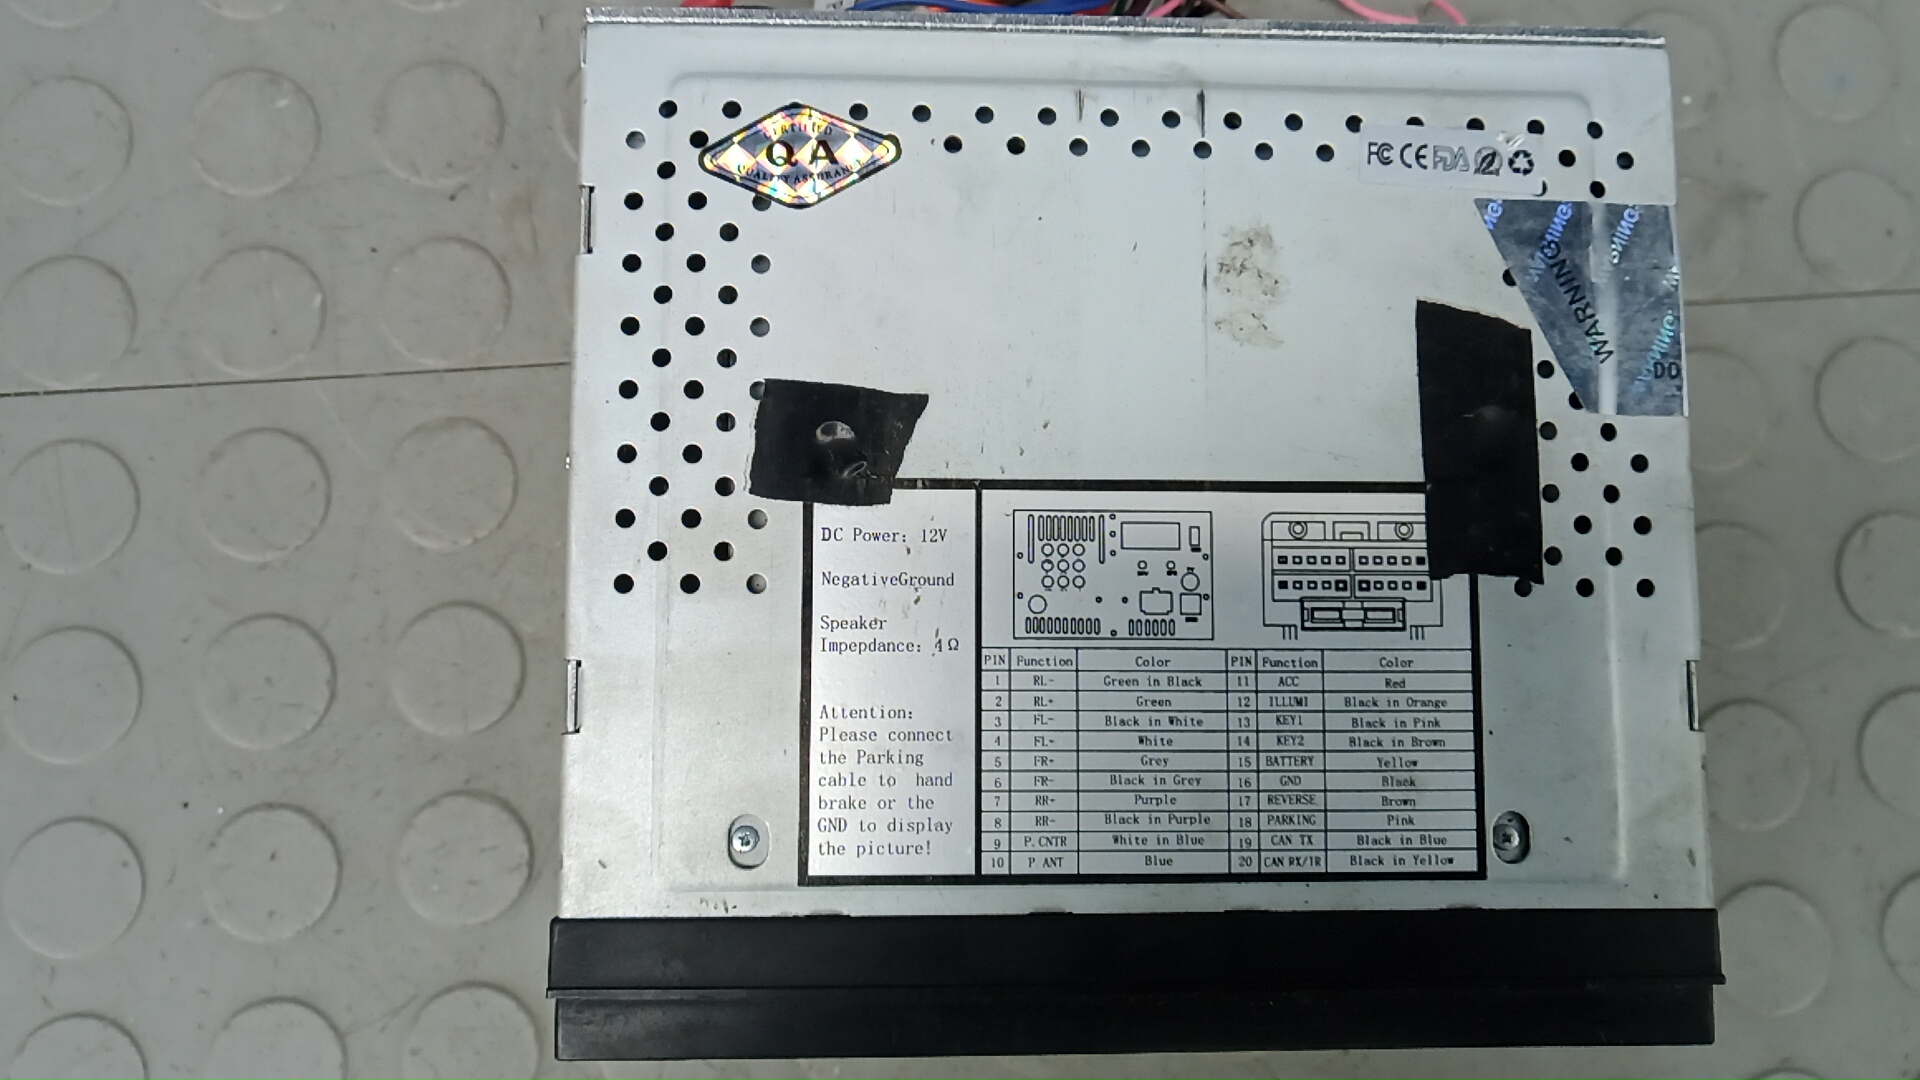 CERTIFIED
QA
QUALITY ASSURANCE
FC CE FDA
WARNING
DO
DC Power: 12V
NegativeGround
Speaker
Impepdance: 4Ω
Attention:
Please connect
the Parking
cable to hand
brake or the
GND to display
the picture!
PIN Function Color PIN Function Color
1 RL- Green in Black 11 ACC Red
2 RL+ Green 12 ILLUMI Black in Orange
3 FL- Black in White 13 KEY1 Black in Pink
4 FL- White 14 KEY2 Black in Brown
5 FR+ Grey 15 BATTERY Yellow
6 FR- Black in Grey 16 GND Black
7 RR- Purple 17 REVERSE Brown
8 RR- Black in Purple 18 PARKING Pink
9 P.CNTR White in Blue 19 CAN TX Black in Blue
10 P ANT Blue 20 CAN RX/IR Black in Yellow